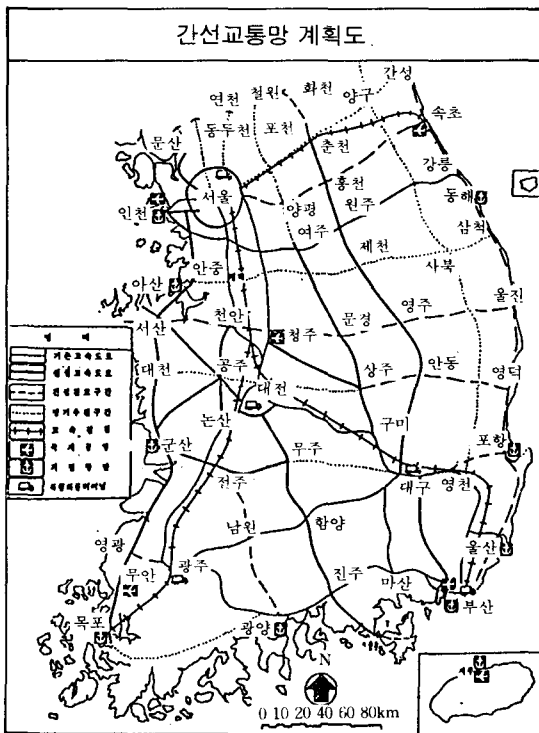 간선교통망 계획도
간성
화천
철원
양구
연천
속초
동두천
포천
춘천
문산
강릉
홍천
서울
동해
양평
원주
인천
여주
삼척
제천
안중
사북
아산
울진
천안
영주
서산
청주
문경
안동
대천
공주
상주
영덕
대전
논산
구미
포항
군산
무주
전주
대구
영천
남원
함양
울산
영광
무안
광주
진주
마산
부산
목포
광양
N
0 10 20 40 60 80km